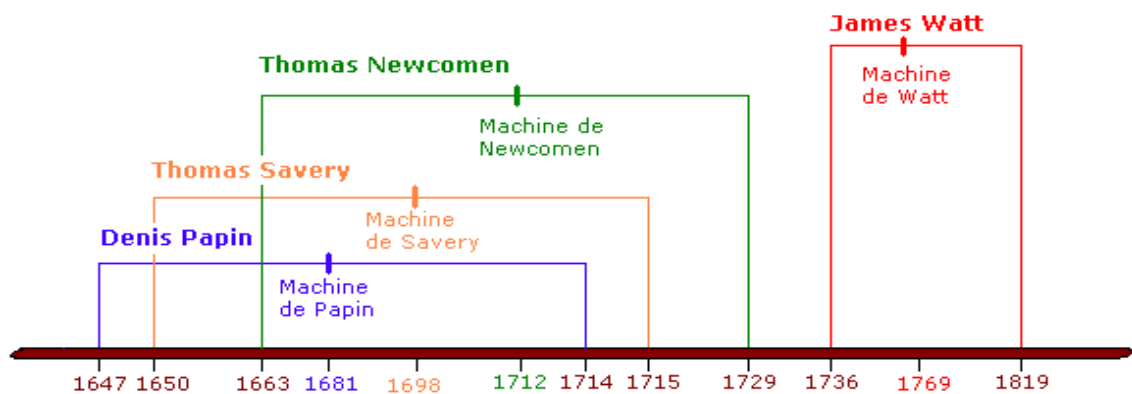 James Watt
Machine
de Watt
Thomas Newcomen
Machine de
Newcomen
Thomas Savery
Machine
de Savery
Denis Papin
Machine
de Papin
1647 1650 1663 1681 1698 1712 1714 1715 1729 1736 1769 1819